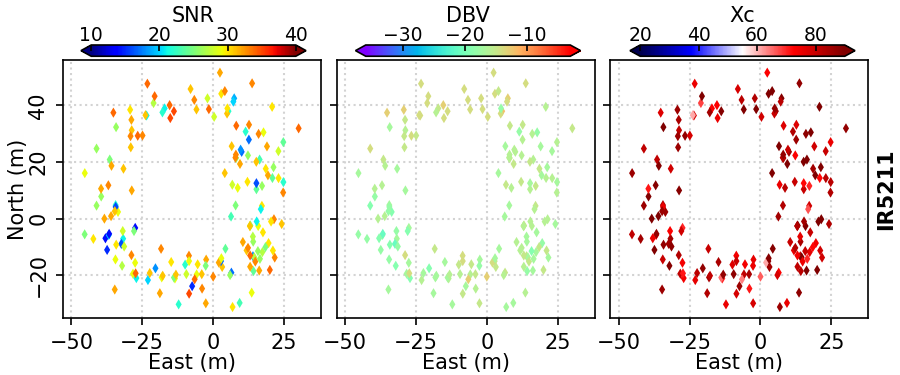 SNR DBV Xc
10 20 30 40 −30 −20 −10 20 40 60 80
40
20
0
−20
North (m)
IR5211
−50 −25 0 25 −50 −25 0 25 −50 −25 0 25
East (m) East (m) East (m)